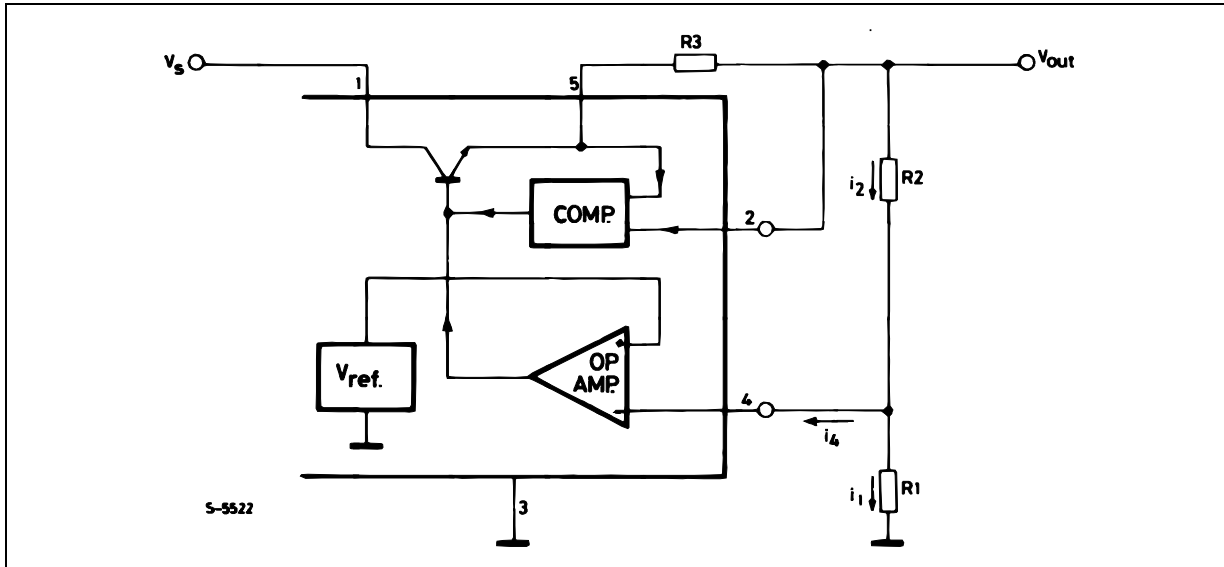 R3
Vs
Vout
1
5
i2
R2
COMP.
2
Vref.
OP
AMP.
4
i4
i1
R1
S-5522
3